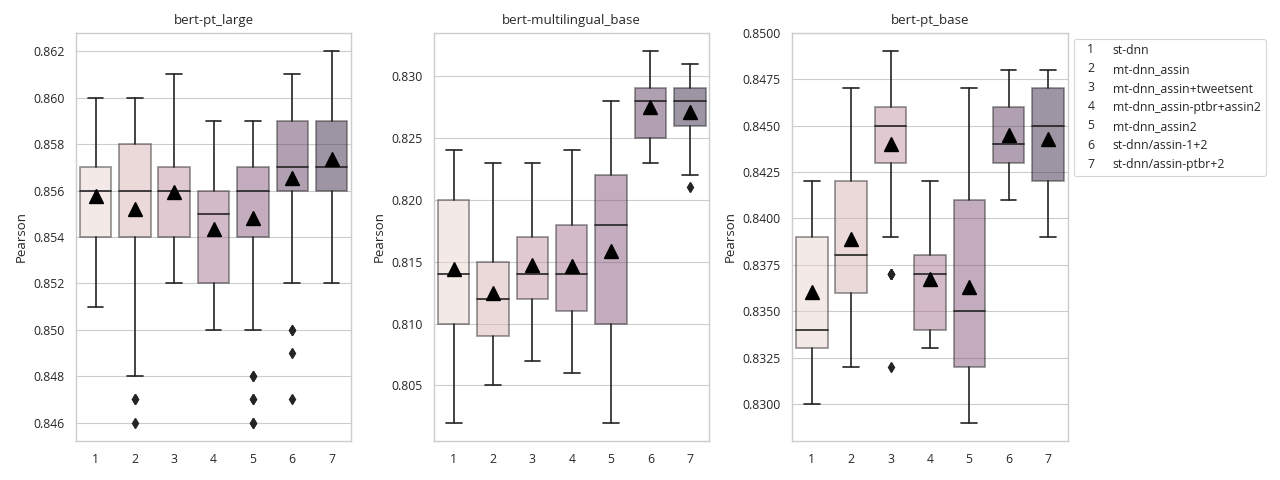 bert-pt_large
Pearson
0.862
0.860
0.858
0.856
0.854
0.852
0.850
0.848
0.846
1 2 3 4 5 6 7
bert-multilingual_base
Pearson
0.830
0.825
0.820
0.815
0.810
0.805
1 2 3 4 5 6 7
bert-pt_base
Pearson
0.8500
0.8475
0.8450
0.8425
0.8400
0.8375
0.8350
0.8325
0.8300
1 2 3 4 5 6 7
1 st-dnn
2 mt-dnn_assin
3 mt-dnn_assin+tweetsent
4 mt-dnn_assin-ptbr+assin2
5 mt-dnn_assin2
6 st-dnn/assin-1+2
7 st-dnn/assin-ptbr+2